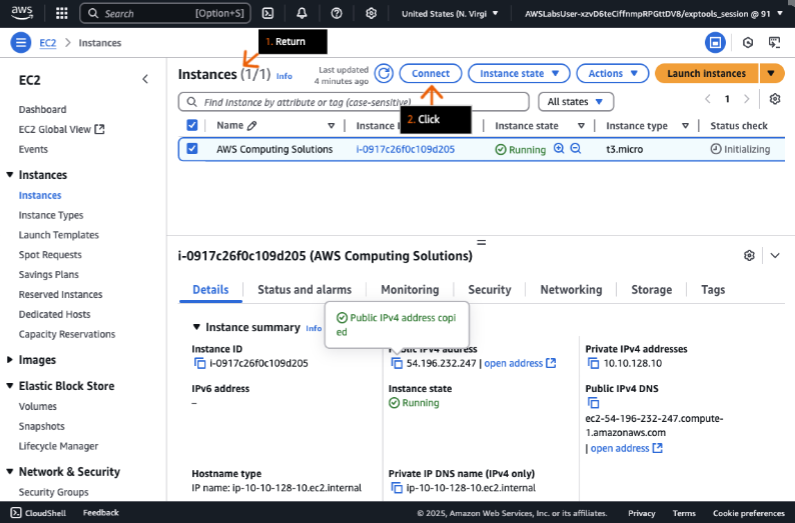 aws
Search [Option+S]
United States (N. Virgi
AWSLabsUser-xzvD6teCiffnmpRPGttDV8/exptools_session @ 91
EC2 > Instances
1. Return
EC2
Dashboard
EC2 Global View
Events
Instances
Instances
Instance Types
Launch Templates
Spot Requests
Savings Plans
Reserved Instances
Dedicated Hosts
Capacity Reservations
Images
Elastic Block Store
Volumes
Snapshots
Lifecycle Manager
Network & Security
Security Groups
Instances (1/1) Info
Last updated
4 minutes ago
Connect
Instance state
Actions
Launch instances
Find Instance by attribute or tag (case-sensitive)
All states
1
2. Click
Name
Instance I
Instance state
Instance type
Status check
AWS Computing Solutions
i-0917c26f0c109d205
Running
t3.micro
Initializing
i-0917c26f0c109d205 (AWS Computing Solutions)
Details
Status and alarms
Monitoring
Security
Networking
Storage
Tags
Public IPv4 address copi
ed
Instance summary Info
Instance ID
i-0917c26f0c109d205
Public IPv4 address
54.196.232.247 | open address
Private IPv4 addresses
10.10.128.10
IPv6 address
–
Instance state
Running
Public IPv4 DNS
ec2-54-196-232-247.compute-
1.amazonaws.com
| open address
Hostname type
IP name: ip-10-10-128-10.ec2.internal
Private IP DNS name (IPv4 only)
ip-10-10-128-10.ec2.internal
CloudShell
Feedback
© 2025, Amazon Web Services, Inc. or its affiliates.
Privacy
Terms
Cookie preferences